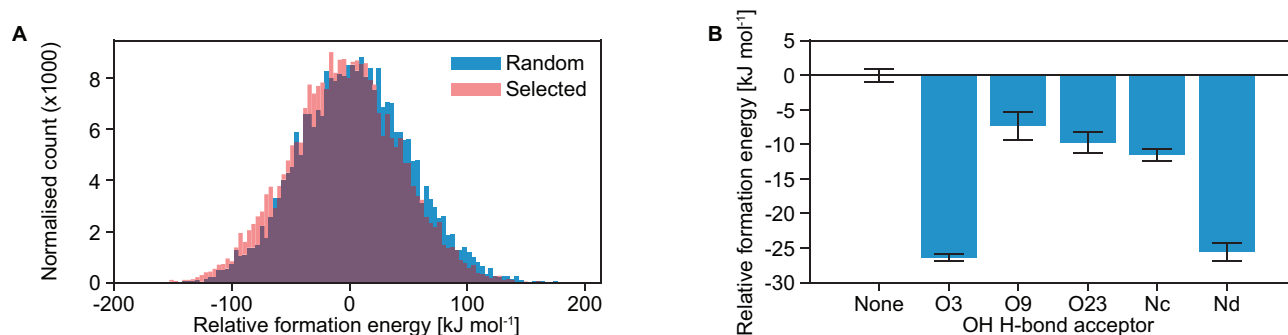 A
Normalised count (x1000)
8
6
4
2
0
Random
Selected
-200
-100
0
100
200
Relative formation energy [kJ mol⁻¹]
B
Relative formation energy [kJ mol⁻¹]
5
0
-5
-10
-15
-20
-25
-30
None O3 O9 O23 Nc Nd
OH H-bond acceptor